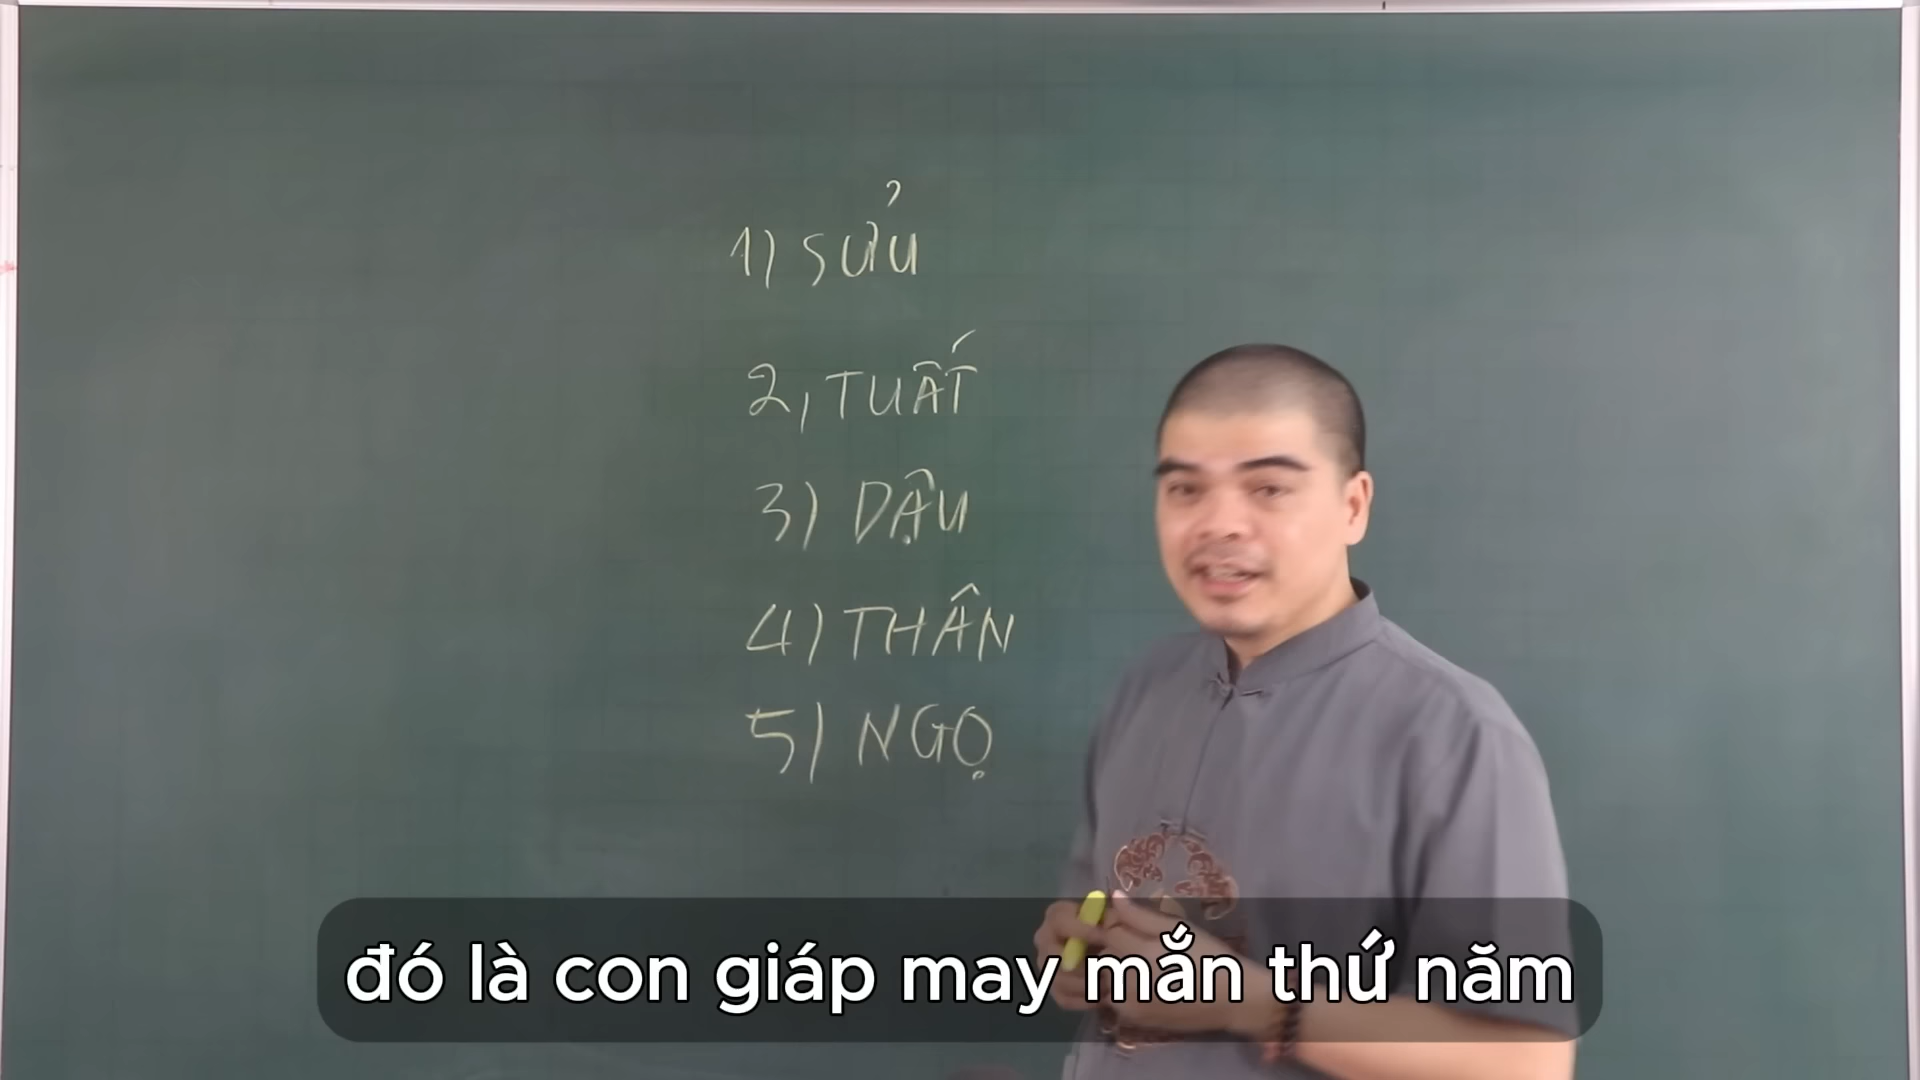 1) SỬU
2, TUẤT
3) DẬU
4) THÂN
5) NGỌ
đó là con giáp may mắn thứ năm